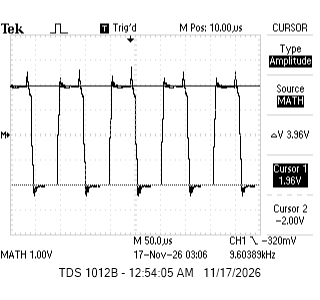 Tek T Trig'd M Pos: 10.00µs CURSOR
Type
Amplitude
Source
MATH
M
△V 3.96V
Cursor 1
1.96V
Cursor 2
-2.00V
M 50.0µs CH1 -320mV
MATH 1.00V 17-Nov-26 03:06 9.60389kHz
TDS 1012B - 12:54:05 AM 11/17/2026